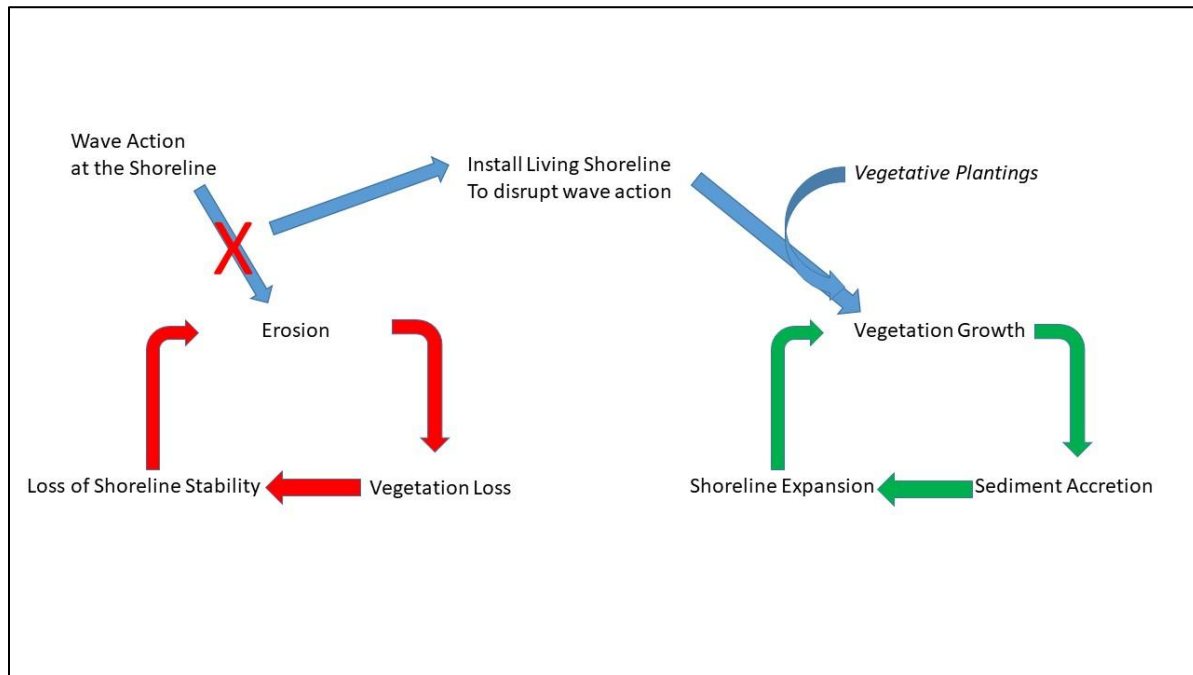 Wave Action
at the Shoreline
Install Living Shoreline
To disrupt wave action
Vegetative Plantings
X
Erosion
Vegetation Growth
Loss of Shoreline Stability
Vegetation Loss
Shoreline Expansion
Sediment Accretion